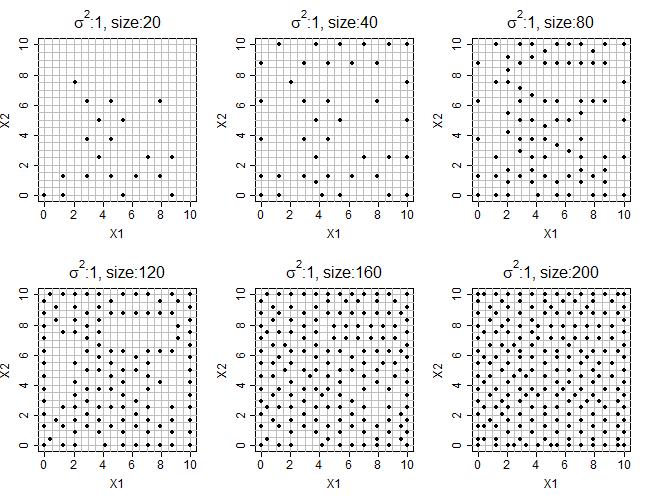 σ²:1, size:20
σ²:1, size:40
σ²:1, size:80
X2
0 2 4 6 8 10
0 2 4 6 8 10
X1
X2
0 2 4 6 8 10
0 2 4 6 8 10
X1
X2
0 2 4 6 8 10
0 2 4 6 8 10
X1
σ²:1, size:120
σ²:1, size:160
σ²:1, size:200
X2
0 2 4 6 8 10
0 2 4 6 8 10
X1
X2
0 2 4 6 8 10
0 2 4 6 8 10
X1
X2
0 2 4 6 8 10
0 2 4 6 8 10
X1